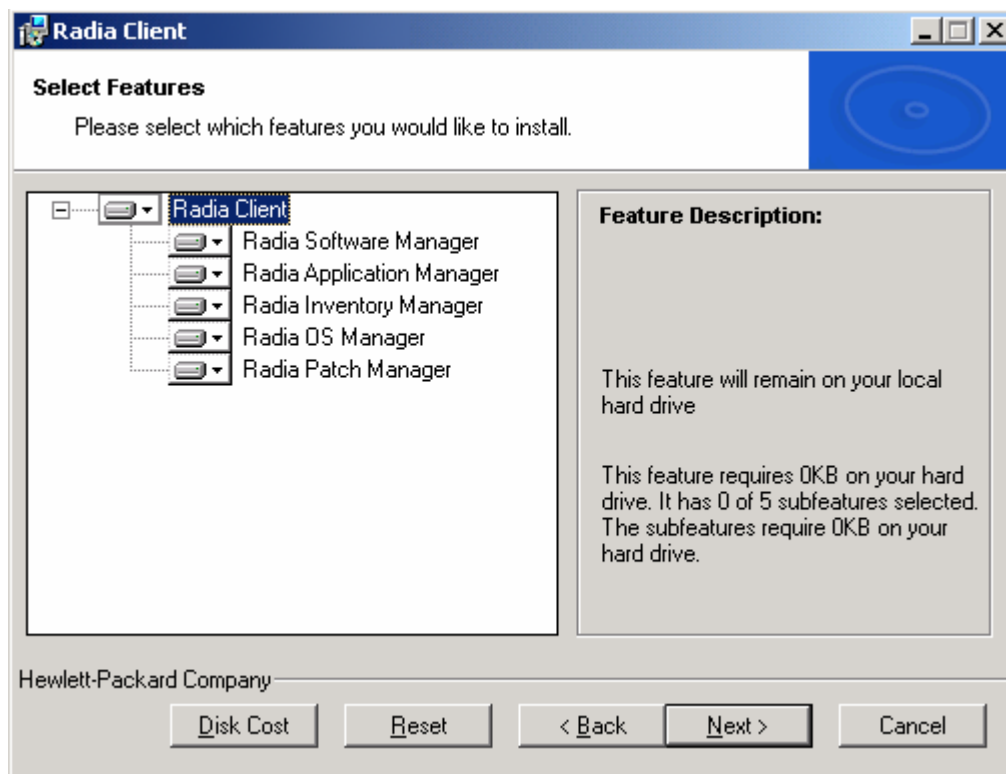 Radia Client
Select Features
Please select which features you would like to install.
Radia Client
Radia Software Manager
Radia Application Manager
Radia Inventory Manager
Radia OS Manager
Radia Patch Manager
Feature Description:
This feature will remain on your local
hard drive
This feature requires 0KB on your hard
drive. It has 0 of 5 subfeatures selected.
The subfeatures require 0KB on your
hard drive.
Hewlett-Packard Company
Disk Cost
Reset
< Back
Next >
Cancel